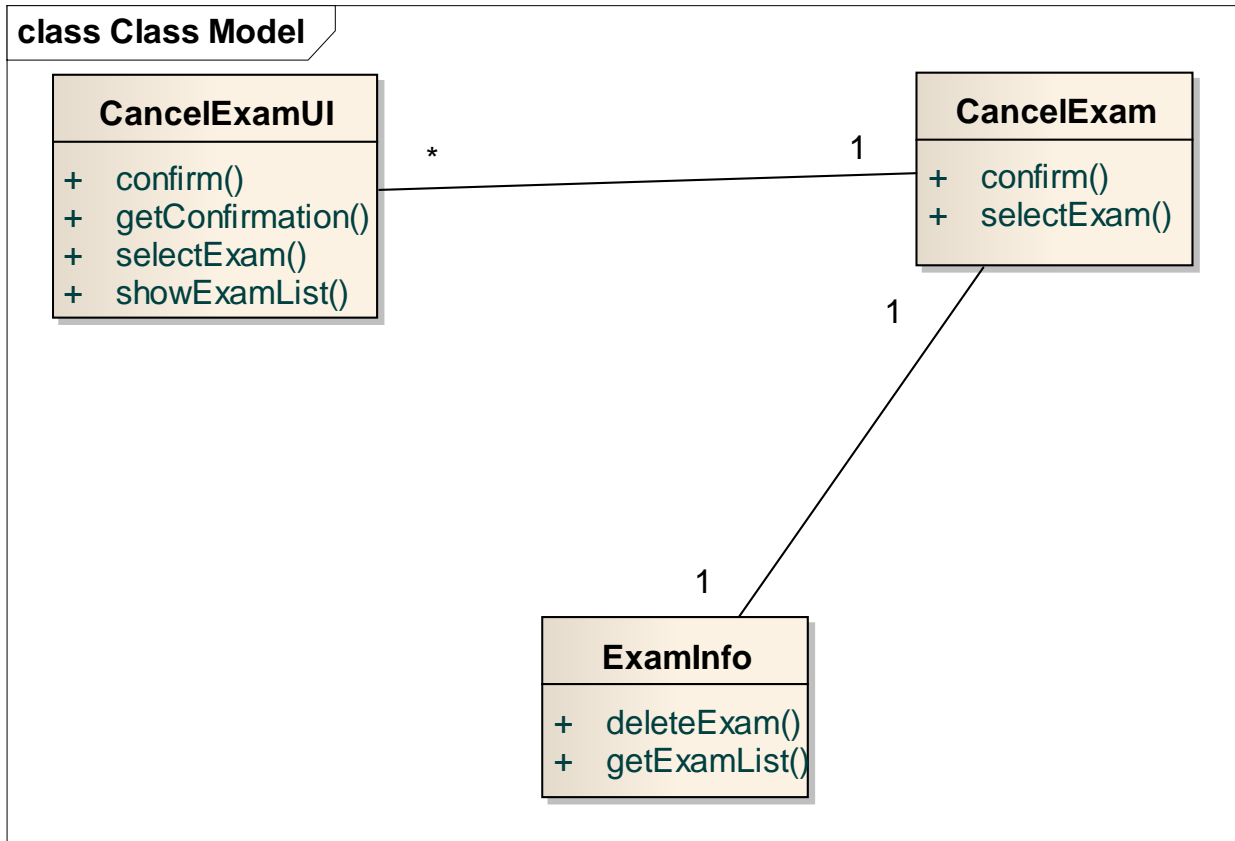 class Class Model
CancelExamUI
+ confirm()
+ getConfirmation()
+ selectExam()
+ showExamList()
*
1
CancelExam
+ confirm()
+ selectExam()
1
1
ExamInfo
+ deleteExam()
+ getExamList()